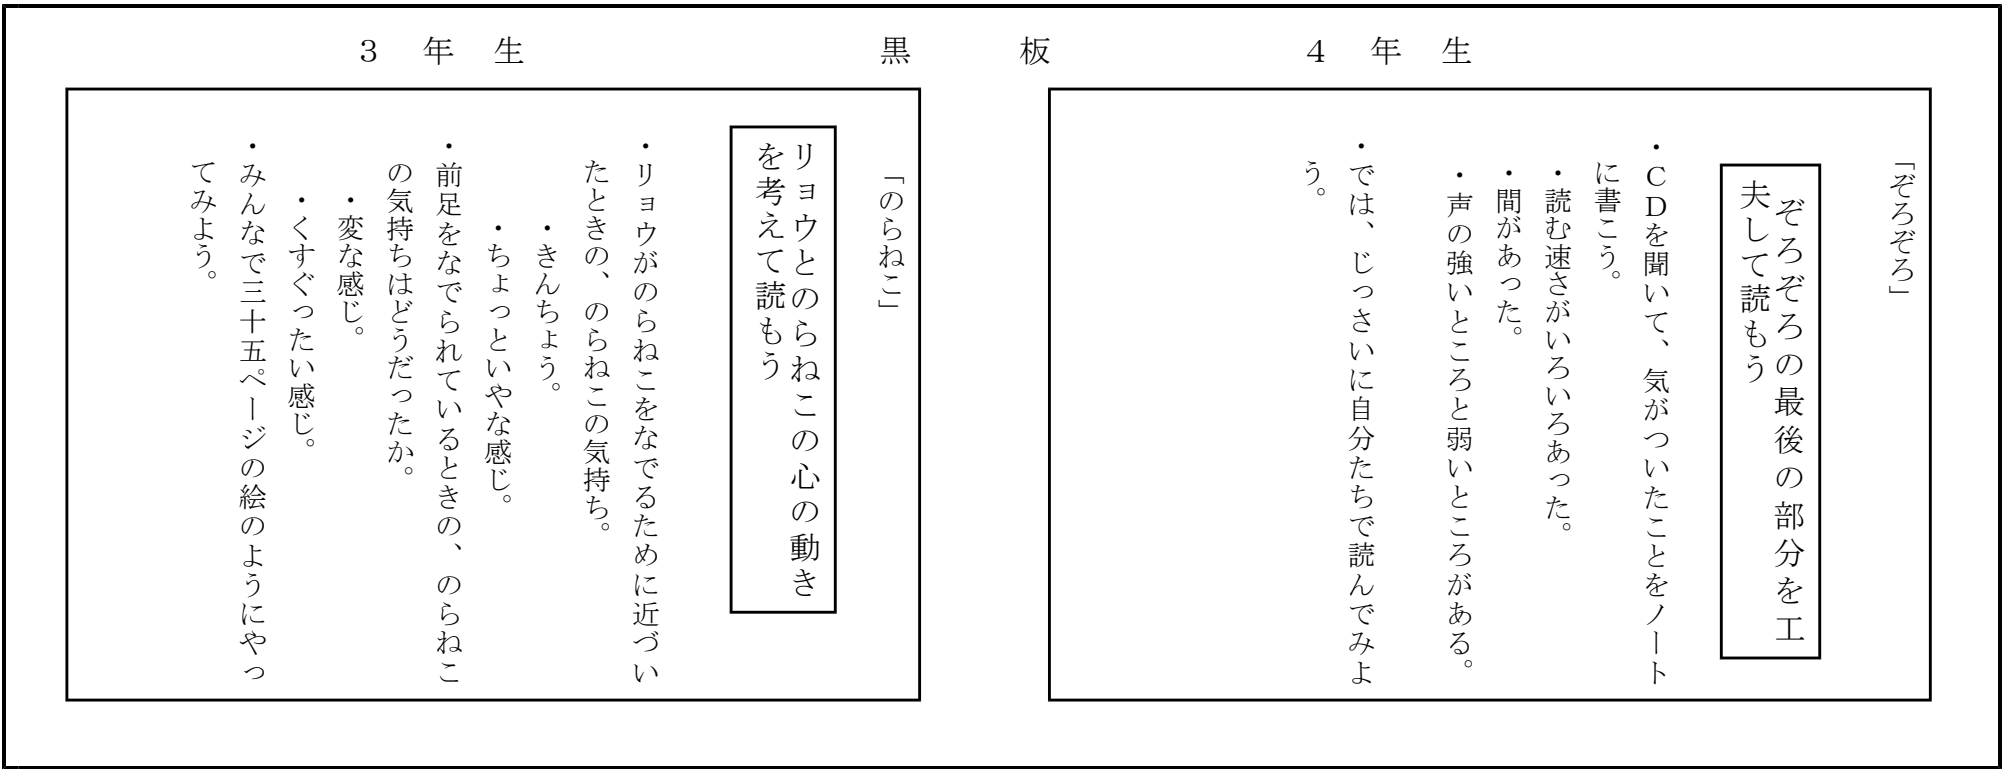 ３年生　黒板　４年生
「ぞろぞろ」
ぞろぞろの最後の部分を工
夫して読もう
・ＣＤを聞いて、気がついたことをノート
に書こう。
・読む速さがいろいろあった。
・間があった。
・声の強いところと弱いところがある。
・では、じっさいに自分たちで読んでみよ
う。
「のらねこ」
リョウとのらねこの心の動き
を考えて読もう
・リョウがのらねこをなでるために近づい
たときの、のらねこの気持ち。
・きんちょう。
・ちょっといやな感じ。
・前足をなでられているときの、のらねこ
の気持ちはどうだったか。
・変な感じ。
・くすぐったい感じ。
・みんなで三十五ページの絵のようにやっ
てみよう。